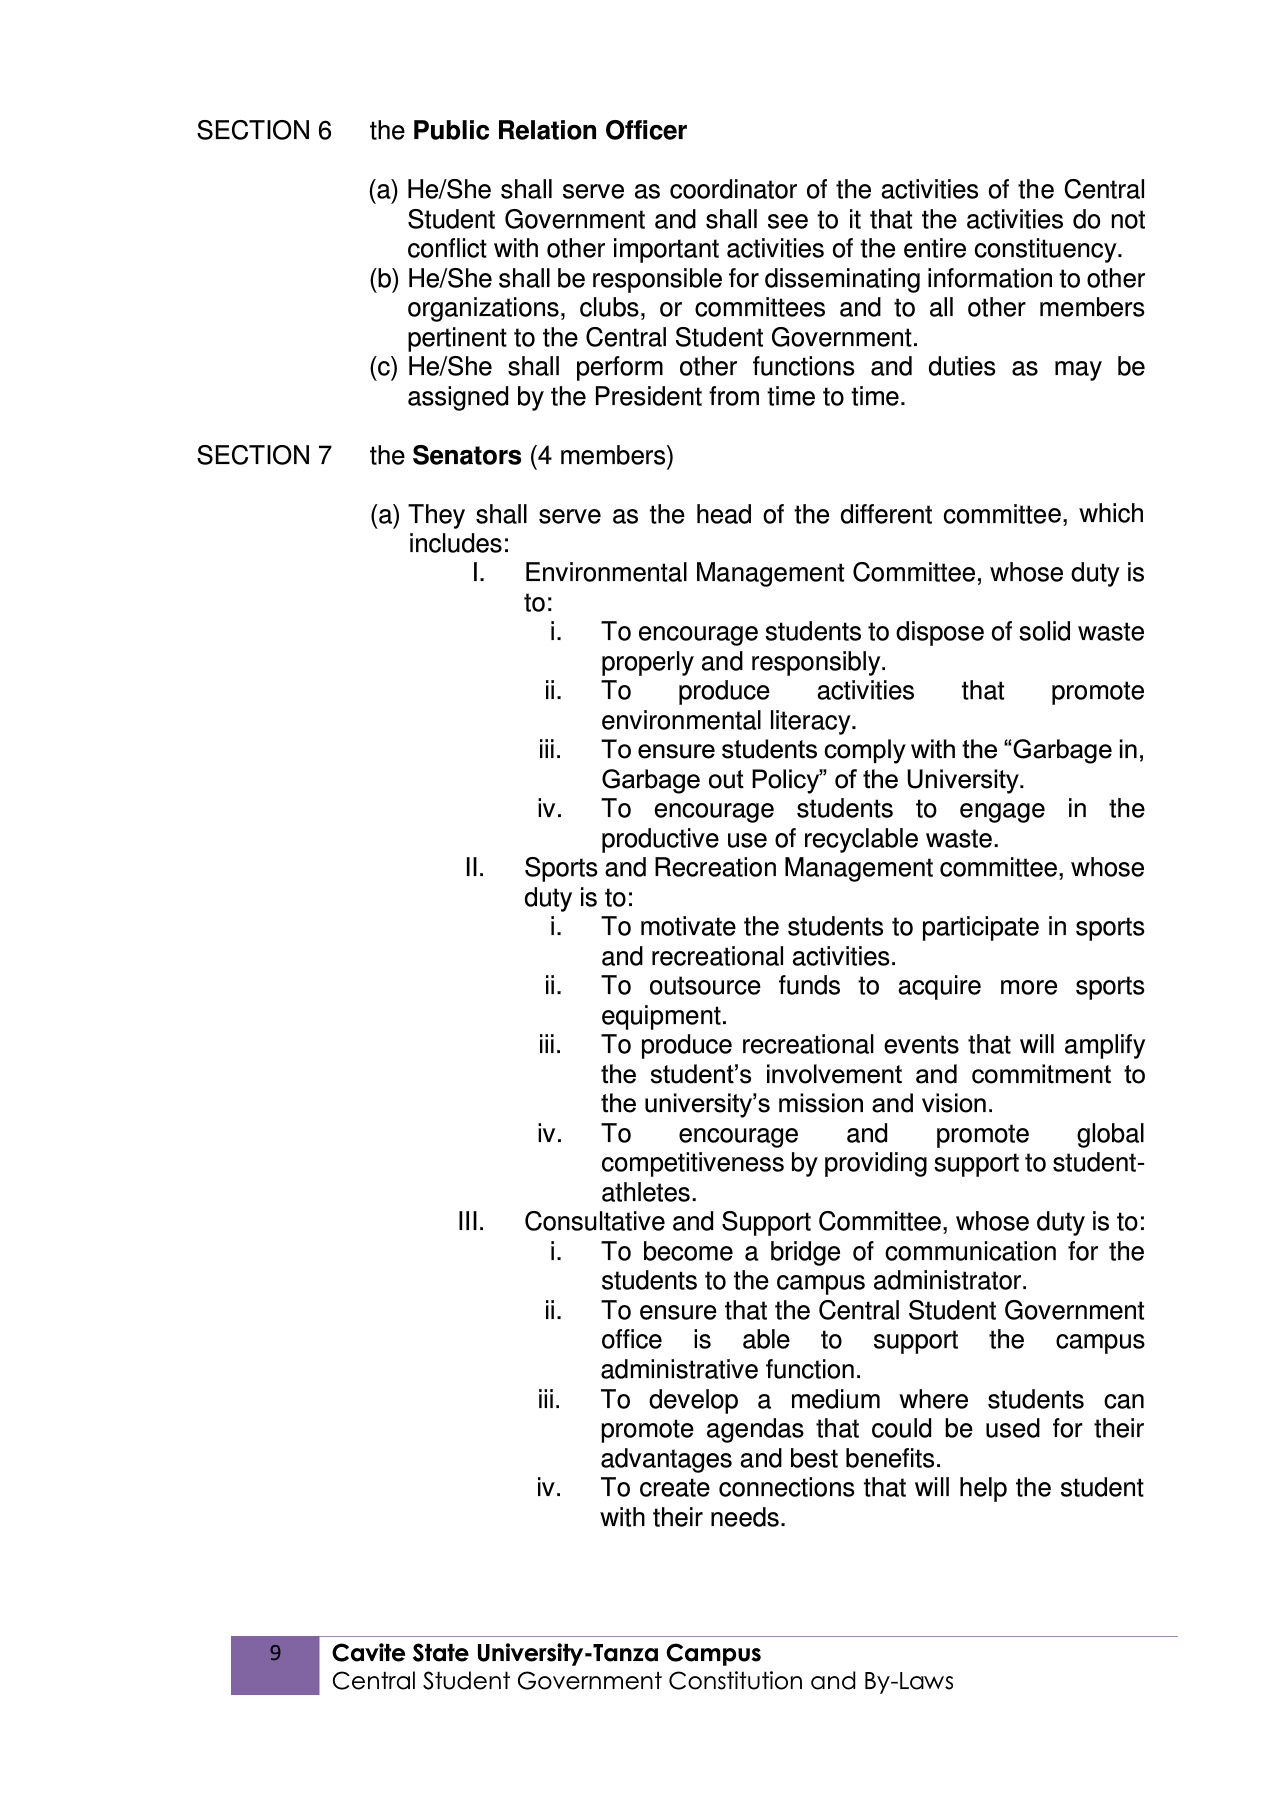 SECTION 6 the Public Relation Officer
(a) He/She shall serve as coordinator of the activities of the Central
Student Government and shall see to it that the activities do not
conflict with other important activities of the entire constituency.
(b) He/She shall be responsible for disseminating information to other
organizations, clubs, or committees and to all other members
pertinent to the Central Student Government.
(c) He/She shall perform other functions and duties as may be
assigned by the President from time to time.
SECTION 7 the Senators (4 members)
(a) They shall serve as the head of the different committee, which
includes:
I. Environmental Management Committee, whose duty is
to:
i. To encourage students to dispose of solid waste
properly and responsibly.
ii. To produce activities that promote
environmental literacy.
iii. To ensure students comply with the “Garbage in,
Garbage out Policy” of the University.
iv. To encourage students to engage in the
productive use of recyclable waste.
II. Sports and Recreation Management committee, whose
duty is to:
i. To motivate the students to participate in sports
and recreational activities.
ii. To outsource funds to acquire more sports
equipment.
iii. To produce recreational events that will amplify
the student’s involvement and commitment to
the university’s mission and vision.
iv. To encourage and promote global
competitiveness by providing support to student-
athletes.
III. Consultative and Support Committee, whose duty is to:
i. To become a bridge of communication for the
students to the campus administrator.
ii. To ensure that the Central Student Government
office is able to support the campus
administrative function.
iii. To develop a medium where students can
promote agendas that could be used for their
advantages and best benefits.
iv. To create connections that will help the student
with their needs.
9 Cavite State University-Tanza Campus
Central Student Government Constitution and By-Laws